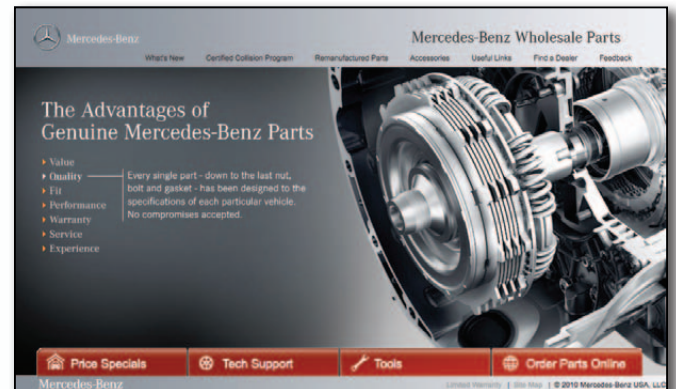 Mercedes-Benz
Mercedes-Benz Wholesale Parts
What's New Certified Collision Program Remanufactured Parts Accessories Useful Links Find a Dealer Feedback
The Advantages of
Genuine Mercedes-Benz Parts
Value
Quality
Fit
Performance
Warranty
Service
Experience
Every single part - down to the last nut,
bolt and gasket - has been designed to the
specifications of each particular vehicle.
No compromises accepted.
Price Specials Tech Support Tools Order Parts Online
Mercedes-Benz
Limited Warranty | Site Map | © 2010 Mercedes-Benz USA, LLC